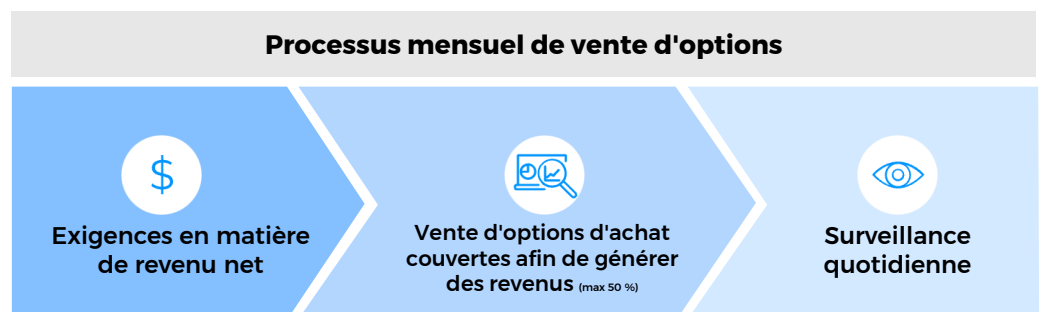 Processus mensuel de vente d'options
$
Exigences en matière
de revenu net
Vente d'options d'achat
couvertes afin de générer
des revenus (max 50 %)
Surveillance
quotidienne